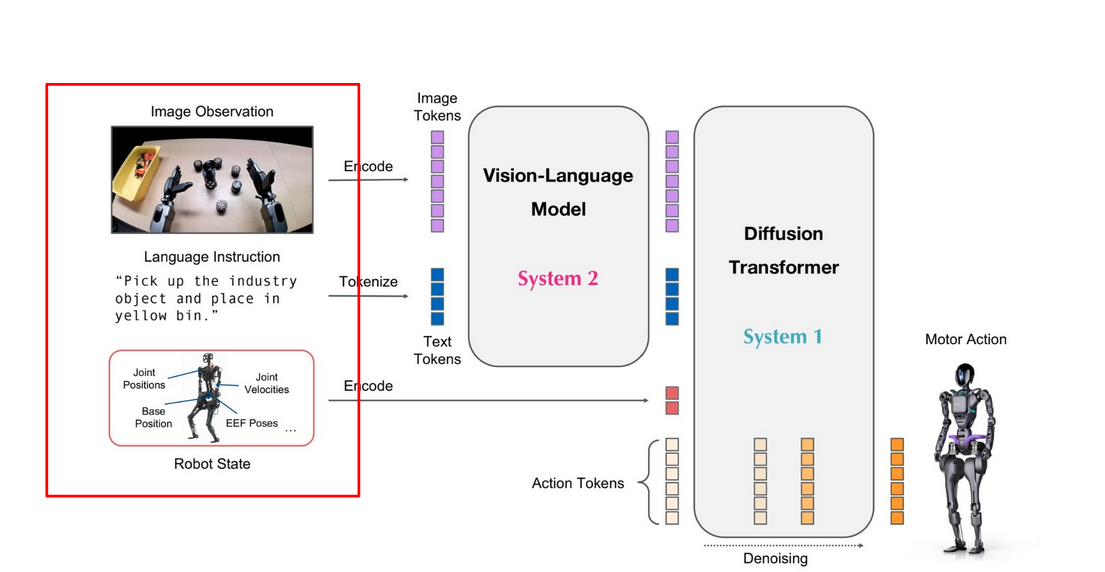 Image Observation
Image
Tokens
Encode
Vision-Language
Model
System 2
Language Instruction
“Pick up the industry
object and place in
yellow bin.”
Tokenize
Text
Tokens
Diffusion
Transformer
System 1
Joint
Positions
Joint
Velocities
Base
Position
EEF Poses
...
Robot State
Encode
Action Tokens
Denoising
Motor Action